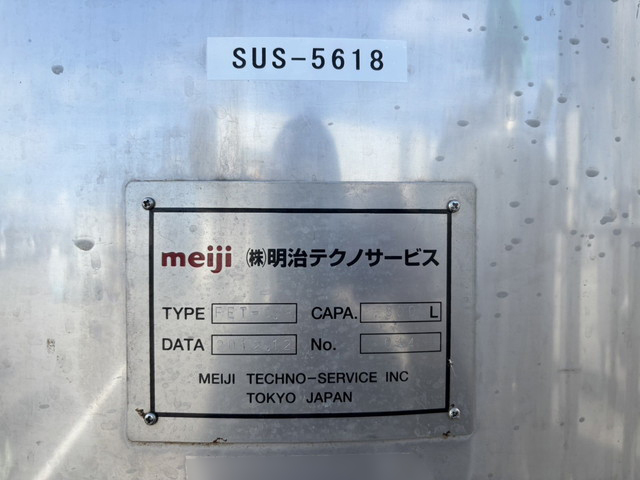 SUS-5618
meiji ㈱明治テクノサービス
TYPE CAPA. L
DATA No.
MEIJI TECHNO-SERVICE INC
TOKYO JAPAN